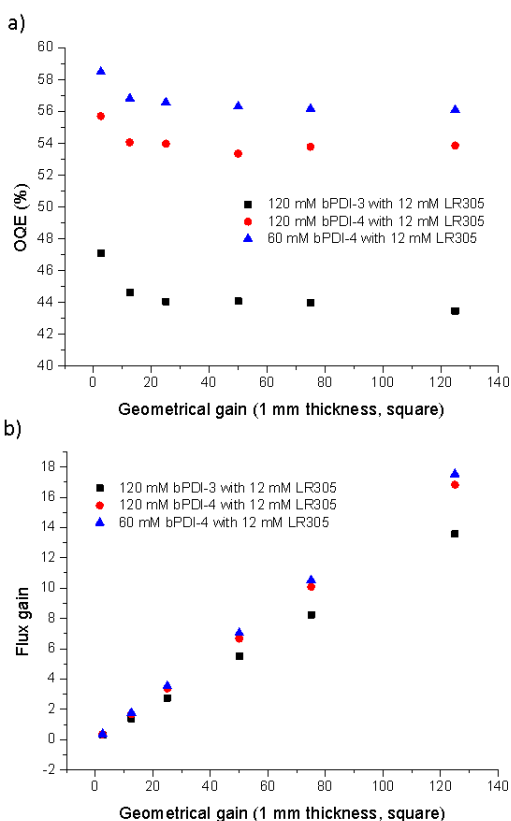 a)
60
58
56
54
52
50
48
46
44
42
40
OQE (%)
120 mM bPDI-3 with 12 mM LR305
120 mM bPDI-4 with 12 mM LR305
60 mM bPDI-4 with 12 mM LR305
0 20 40 60 80 100 120 140
Geometrical gain (1 mm thickness, square)
b)
18
16
14
12
10
8
6
4
2
0
-2
Flux gain
120 mM bPDI-3 with 12 mM LR305
120 mM bPDI-4 with 12 mM LR305
60 mM bPDI-4 with 12 mM LR305
0 20 40 60 80 100 120 140
Geometrical gain (1 mm thickness, square)